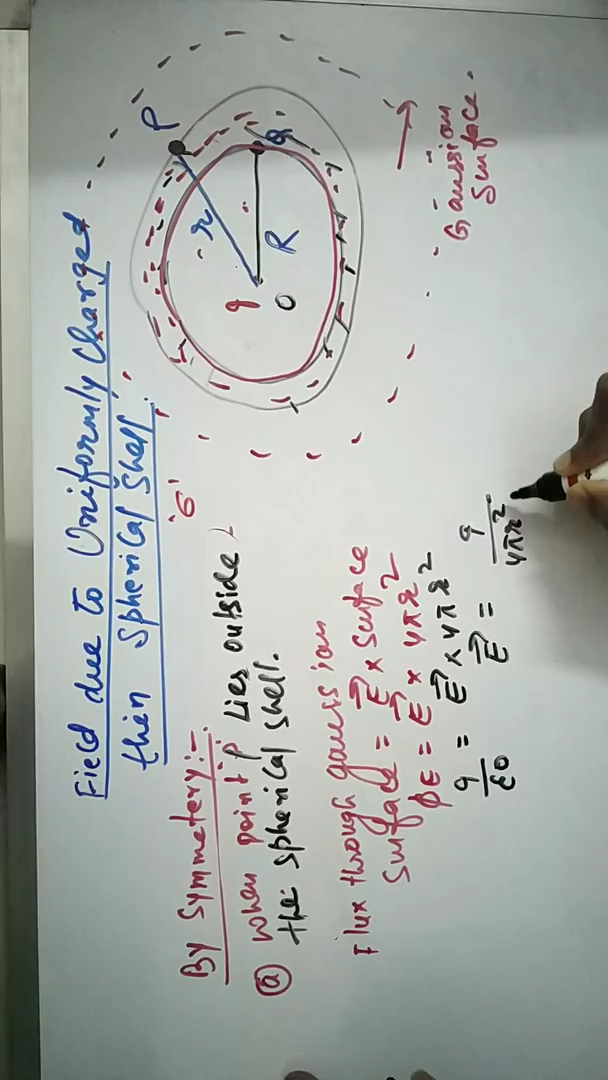 Field due to Uniformly Charged
thin Spherical Shell.
By Symmetery:-
'G'
P
r
R
q
O
Gaussian
Surface.
(a) when point P Lies outside
the spherical shell.
Flux through gaussian
Surface = E⃗ × surface
ϕE = E⃗ × 4πr²
q/ε0 = E⃗ × 4πr²
E⃗ = q/4πr²